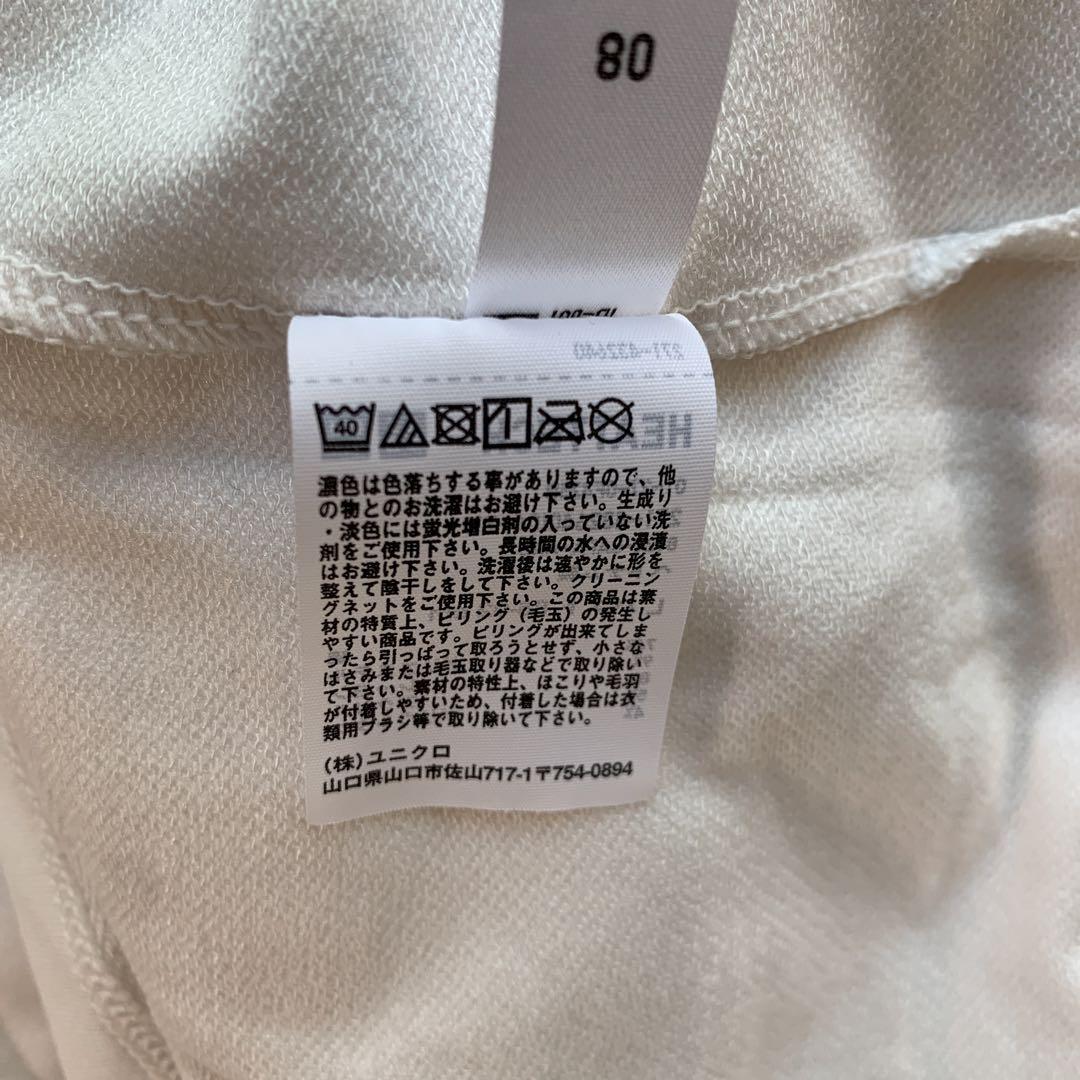 80
40
濃色は色落ちする事がありますので、他
の物とのお洗濯はお避け下さい。生成り
・淡色には蛍光増白剤の入っていない洗
剤をご使用下さい。長時間の水への浸漬
はお避け下さい。洗濯後は速やかに形を
整えて陰干しをして下さい。クリーニン
グネットをご使用下さい。この商品は素
材の特質上、ピリング（毛玉）の発生し
やすい商品です。ピリングが出来てしま
ったら引っぱって取ろうとせず、小さな
はさみまたは毛玉取り器などで取り除い
て下さい。素材の特性上、ほこりや毛羽
が付着しやすいため、付着した場合は衣
類用ブラシ等で取り除いて下さい。
(株)ユニクロ
山口県山口市佐山717-1〒754-0894